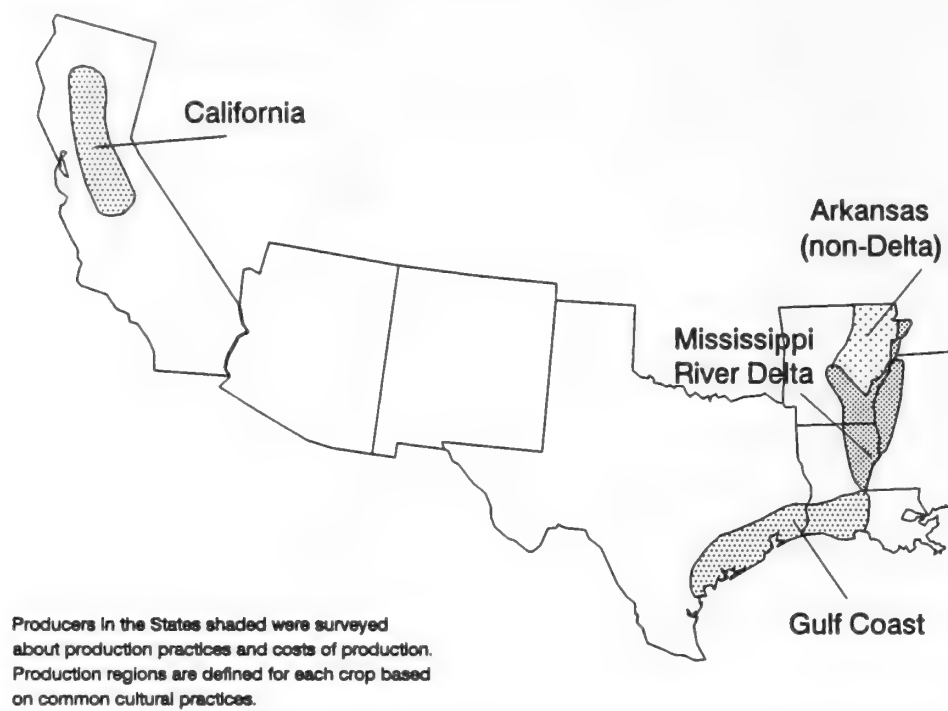 California
Arkansas
(non-Delta)
Mississippi
River Delta
Gulf Coast
Producers in the States shaded were surveyed
about production practices and costs of production.
Production regions are defined for each crop based
on common cultural practices.